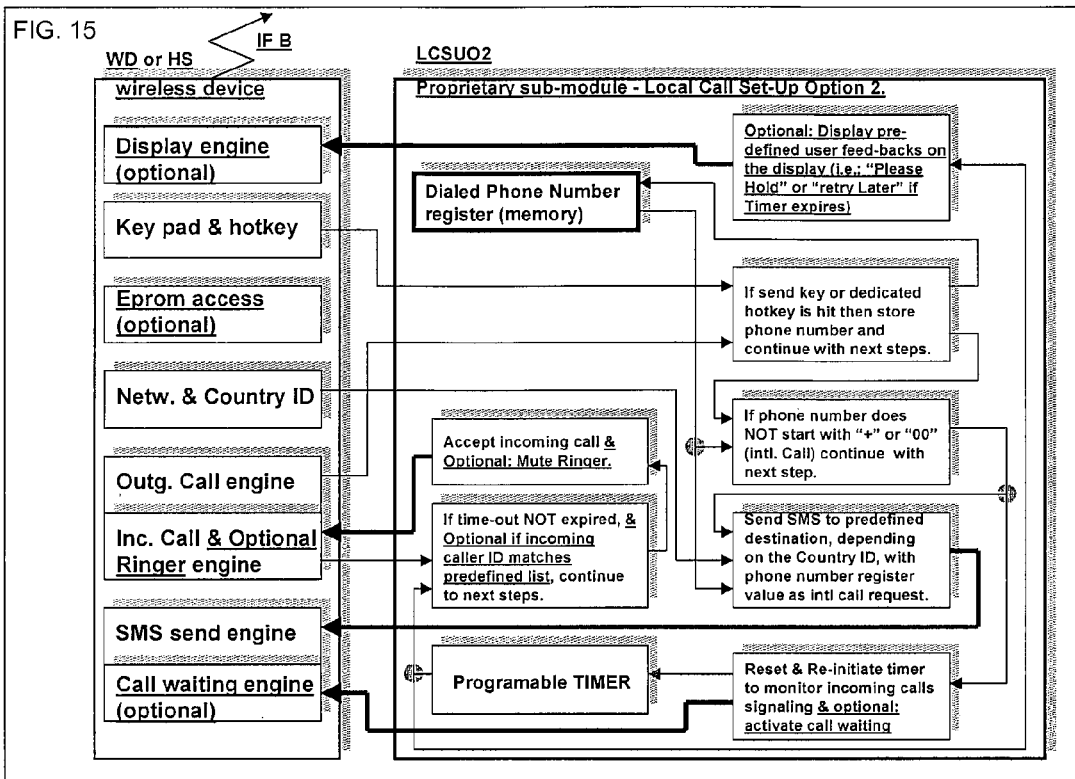 FIG. 15
IF B
WD or HS
wireless device
Display engine
(optional)
Key pad & hotkey
Eprom access
(optional)
Netw. & Country ID
Outg. Call engine
Inc. Call & Optional
Ringer engine
SMS send engine
Call waiting engine
(optional)
LCSUO2
Proprietary sub-module - Local Call Set-Up Option 2.
Dialed Phone Number
register (memory)
Optional: Display pre-
defined user feed-backs on
the display (i.e.: "Please
Hold" or "retry Later" if
Timer expires)
If send key or dedicated
hotkey is hit then store
phone number and
continue with next steps.
If phone number does
NOT start with "+" or "00"
(intl. Call) continue with
next step.
Accept incoming call &
Optional: Mute Ringer.
If time-out NOT expired, &
Optional if incoming
caller ID matches
predefined list, continue
to next steps.
Send SMS to predefined
destination, depending
on the Country ID, with
phone number register
value as intl call request.
Programable TIMER
Reset & Re-initiate timer
to monitor incoming calls
signaling & optional:
activate call waiting